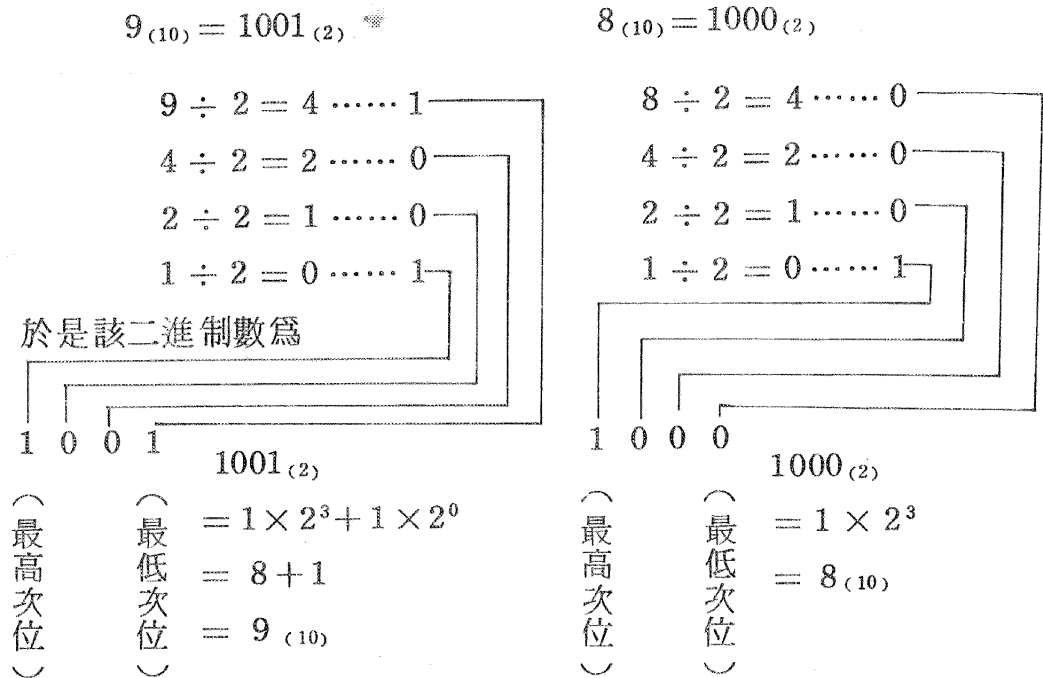 9 (10) = 1001 (2)
9 ÷ 2 = 4 …… 1
4 ÷ 2 = 2 …… 0
2 ÷ 2 = 1 …… 0
1 ÷ 2 = 0 …… 1
於是該二進制數爲
1 0 0 1
(最高次位)
(最低次位)
1001 (2)
= 1 × 2³ + 1 × 2⁰
= 8 + 1
= 9 (10)
8 (10) = 1000 (2)
8 ÷ 2 = 4 …… 0
4 ÷ 2 = 2 …… 0
2 ÷ 2 = 1 …… 0
1 ÷ 2 = 0 …… 1
1 0 0 0
(最高次位)
(最低次位)
1000 (2)
= 1 × 2³
= 8 (10)